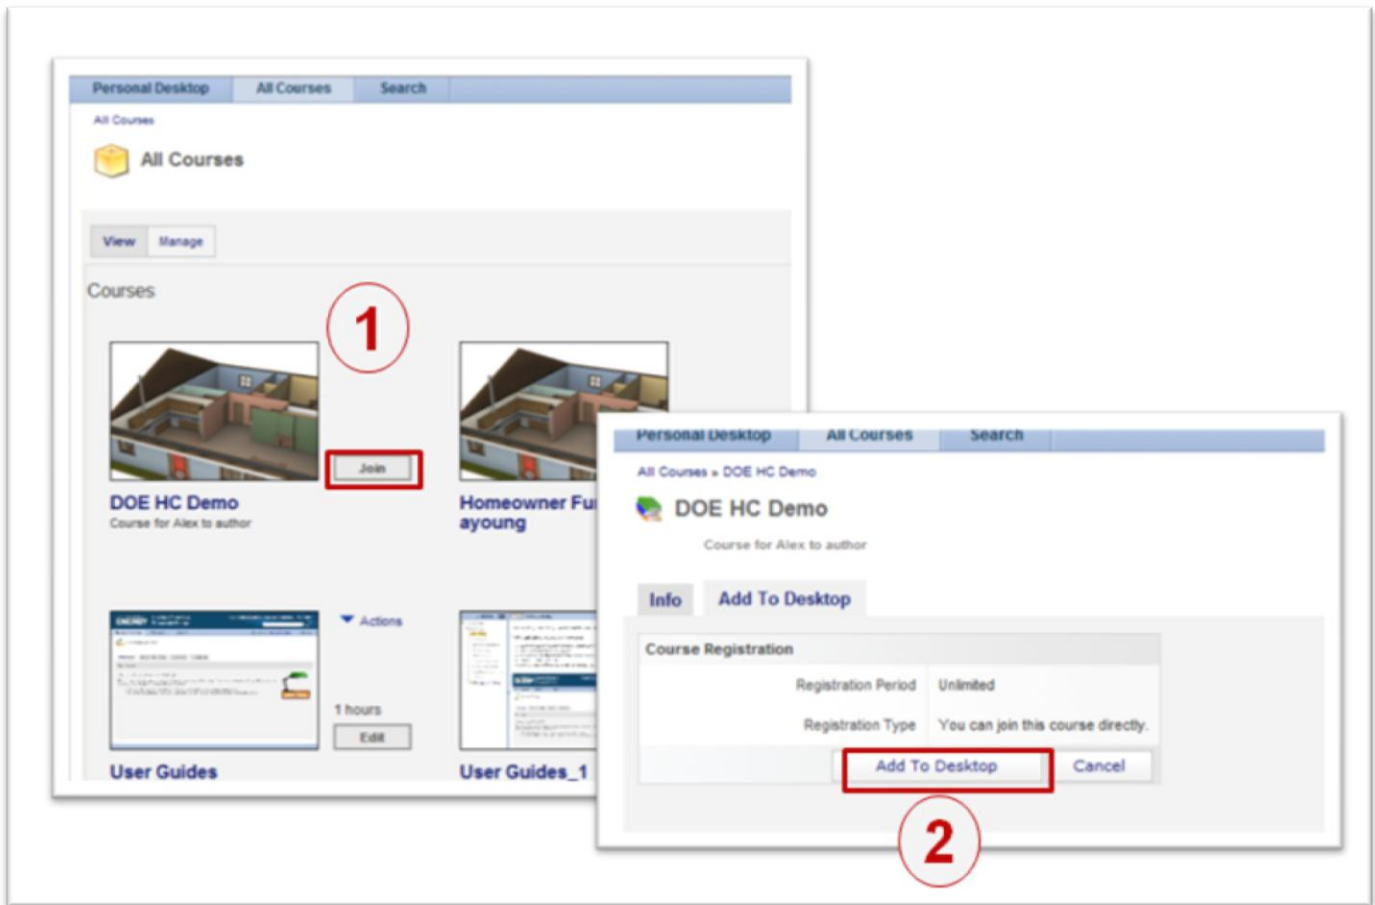 Personal Desktop All Courses Search
All Courses
All Courses
View Manage
Courses
1
Join
DOE HC Demo
Course for Alex to author
Homeowner Fu
ayoung
Actions
ENERGY
1 hours
Edit
User Guides
User Guides_1
Personal Desktop All Courses Search
All Courses » DOE HC Demo
DOE HC Demo
Course for Alex to author
Info Add To Desktop
Course Registration
Registration Period Unlimited
Registration Type You can join this course directly.
Add To Desktop Cancel
2